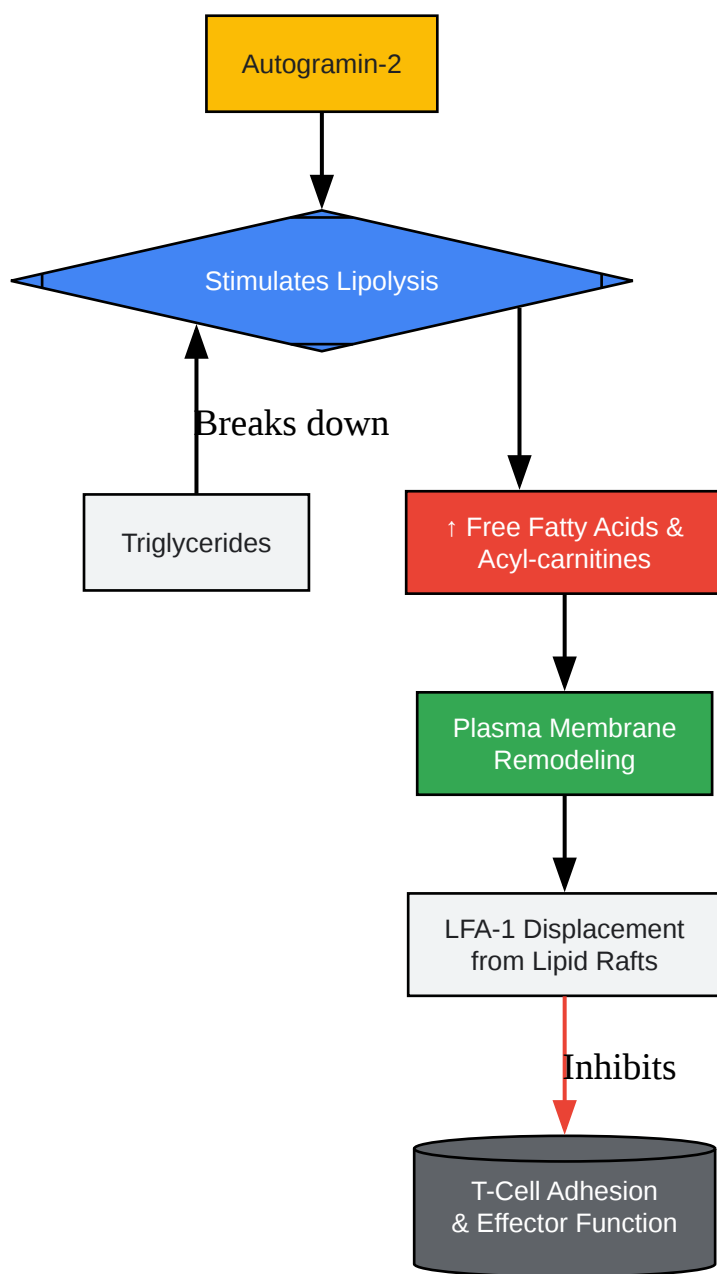 Autogramin-2
Stimulates Lipolysis
Breaks down
Triglycerides
↑ Free Fatty Acids &
Acyl-carnitines
Plasma Membrane
Remodeling
LFA-1 Displacement
from Lipid Rafts
Inhibits
T-Cell Adhesion
& Effector Function